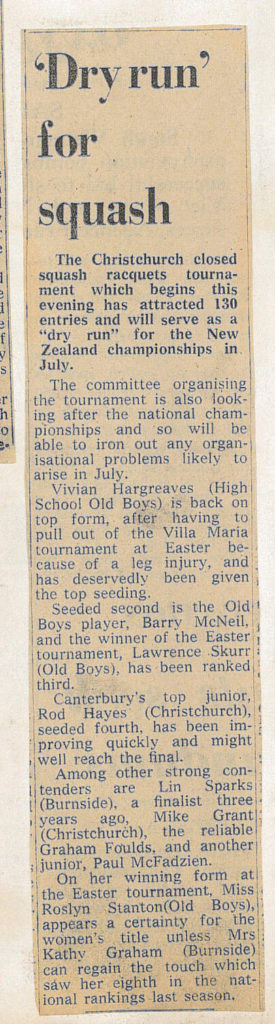 ‘Dry run’
for
squash
The Christchurch closed
squash racquets tourna-
ment which begins this
evening has attracted 130
entries and will serve as a
“dry run” for the New
Zealand championships in
July.
The committee organising
the tournament is also look-
ing after the national cham-
pionships and so will be
able to iron out any organ-
isational problems likely to
arise in July.
Vivian Hargreaves (High
School Old Boys) is back on
top form, after having to
pull out of the Villa Maria
tournament at Easter be-
cause of a leg injury, and
has deservedly been given
the top seeding.
Seeded second is the Old
Boys player, Barry McNeil,
and the winner of the Easter
tournament, Lawrence Skurr
(Old Boys), has been ranked
third.
Canterbury's top junior,
Rod Hayes (Christchurch),
seeded fourth, has been im-
proving quickly and might
well reach the final.
Among other strong con-
tenders are Lin Sparks
(Burnside), a finalist three
years ago, Mike Grant
(Christchurch), the reliable
Graham Foulds, and another
junior, Paul McFadzien.
On her winning form at
the Easter tournament, Miss
Roslyn Stanton(Old Boys),
appears a certainty for the
women's title unless Mrs
Kathy Graham (Burnside)
can regain the touch which
saw her eighth in the nat-
ional rankings last season.